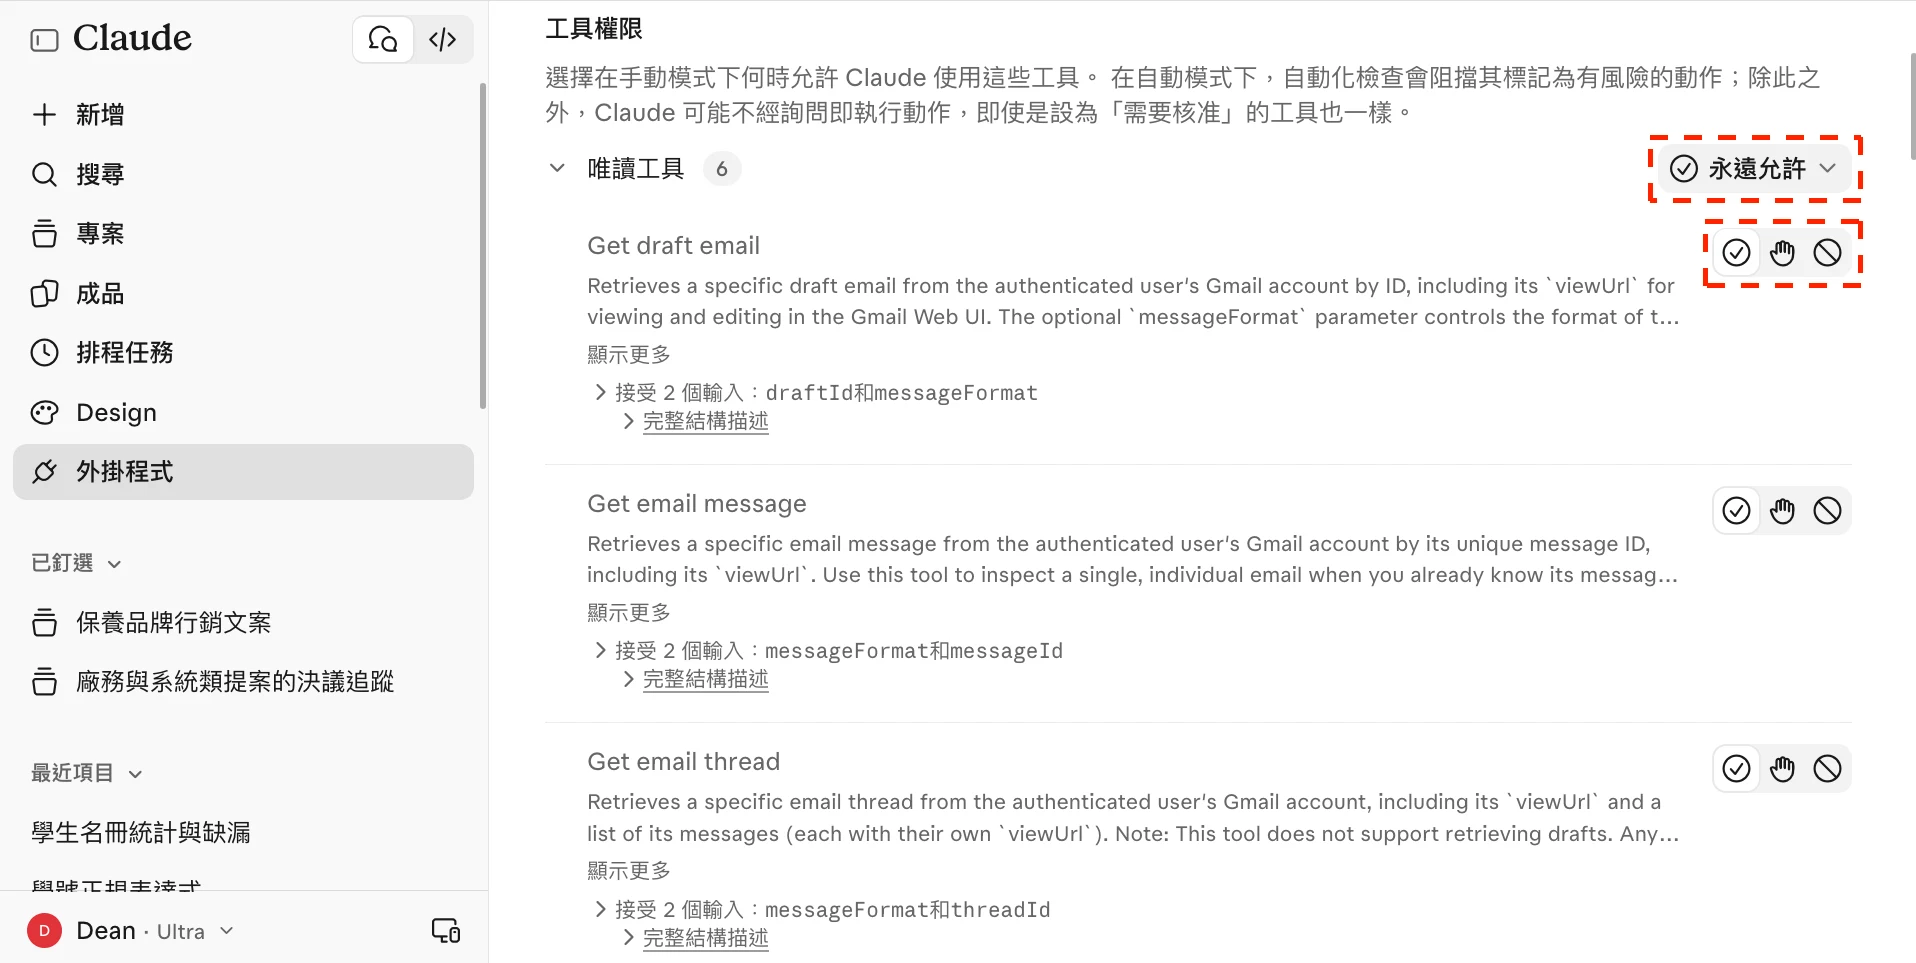 Claude
新增
搜尋
專案
成品
排程任務
Design
外掛程式
已釘選
保養品牌行銷文案
廠務與系統類提案的決議追蹤
最近項目
學生名冊統計與缺漏
學號正規表達式
D
Dean · Ultra
工具權限
選擇在手動模式下何時允許 Claude 使用這些工具。 在自動模式下，自動化檢查會阻擋其標記為有風險的動作；除此之
外，Claude 可能不經詢問即執行動作，即使是設為「需要核准」的工具也一樣。
唯讀工具 6
永遠允許
Get draft email
Retrieves a specific draft email from the authenticated user's Gmail account by ID, including its `viewUrl` for
viewing and editing in the Gmail Web UI. The optional `messageFormat` parameter controls the format of t...
顯示更多
接受 2 個輸入：draftId和messageFormat
完整結構描述
Get email message
Retrieves a specific email message from the authenticated user's Gmail account by its unique message ID,
including its `viewUrl`. Use this tool to inspect a single, individual email when you already know its messag...
顯示更多
接受 2 個輸入：messageFormat和messageId
完整結構描述
Get email thread
Retrieves a specific email thread from the authenticated user's Gmail account, including its `viewUrl` and a
list of its messages (each with their own `viewUrl`). Note: This tool does not support retrieving drafts. Any...
顯示更多
接受 2 個輸入：messageFormat和threadId
完整結構描述